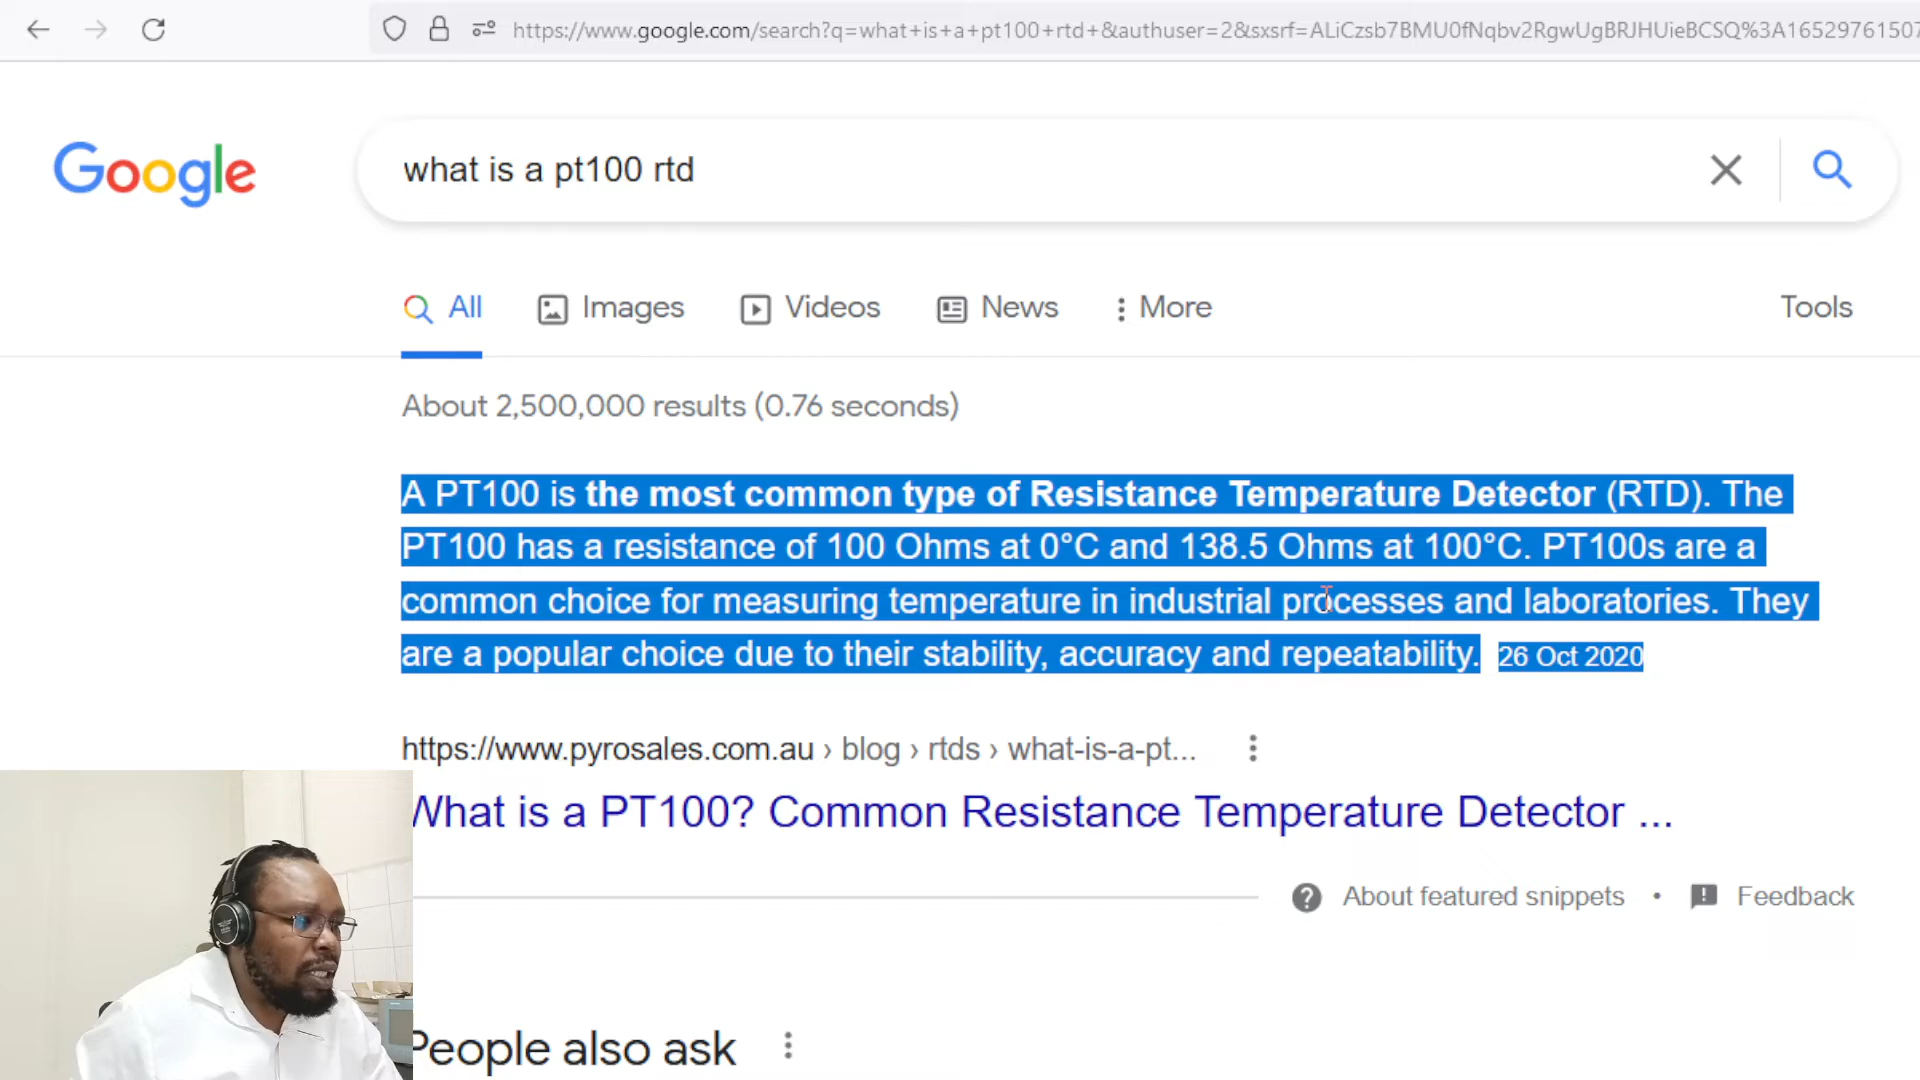 https://www.google.com/search?q=what+is+a+pt100+rtd+&authuser=2&sxsrf=ALiCzsb7BMU0fNqbv2RgwUgBRJHUieBCSQ%3A16529761507
Google
what is a pt100 rtd
All
Images
Videos
News
More
Tools
About 2,500,000 results (0.76 seconds)
A PT100 is the most common type of Resistance Temperature Detector (RTD). The
PT100 has a resistance of 100 Ohms at 0°C and 138.5 Ohms at 100°C. PT100s are a
common choice for measuring temperature in industrial processes and laboratories. They
are a popular choice due to their stability, accuracy and repeatability. 26 Oct 2020
https://www.pyrosales.com.au › blog › rtds › what-is-a-pt...
What is a PT100? Common Resistance Temperature Detector ...
About featured snippets • Feedback
People also ask